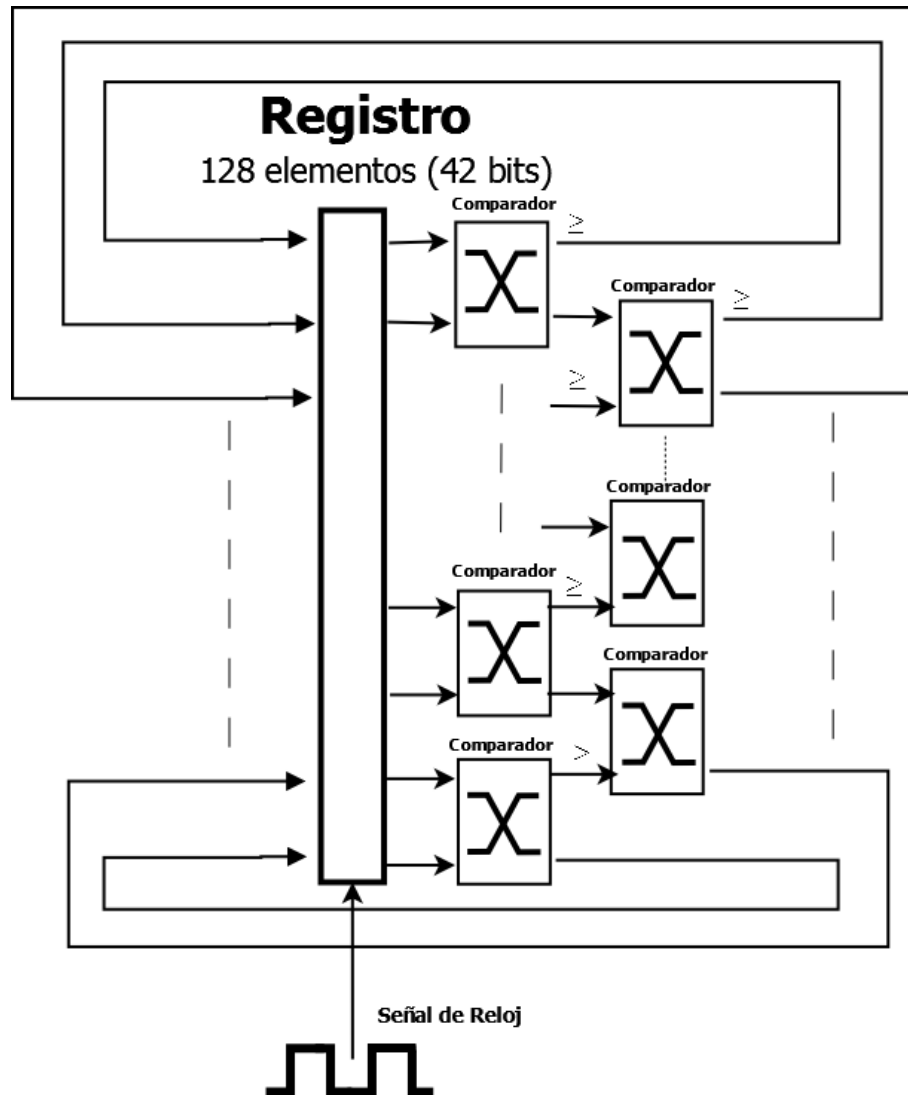 Registro
128 elementos (42 bits)
Comparador
≥
Comparador
≥
≥
Comparador
Comparador
≥
Comparador
Comparador
>
Señal de Reloj